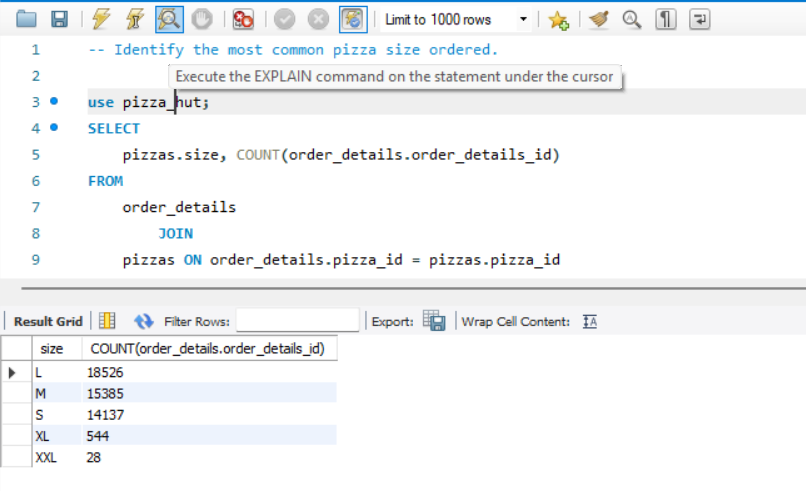 Limit to 1000 rows
1 -- Identify the most common pizza size ordered.
2
Execute the EXPLAIN command on the statement under the cursor
3 use pizza_hut;
4 SELECT
5 pizzas.size, COUNT(order_details.order_details_id)
6 FROM
7 order_details
8 JOIN
9 pizzas ON order_details.pizza_id = pizzas.pizza_id
Result Grid Filter Rows: Export: Wrap Cell Content: IA
size COUNT(order_details.order_details_id)
L 18526
M 15385
S 14137
XL 544
XXL 28